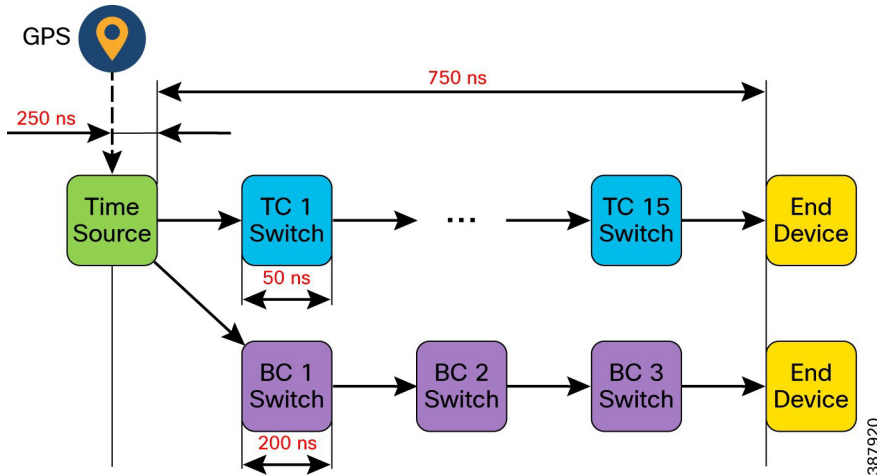 GPS
750 ns
250 ns
Time
Source
TC 1
Switch
...
TC 15
Switch
End
Device
50 ns
BC 1
Switch
BC 2
Switch
BC 3
Switch
End
Device
200 ns
387920